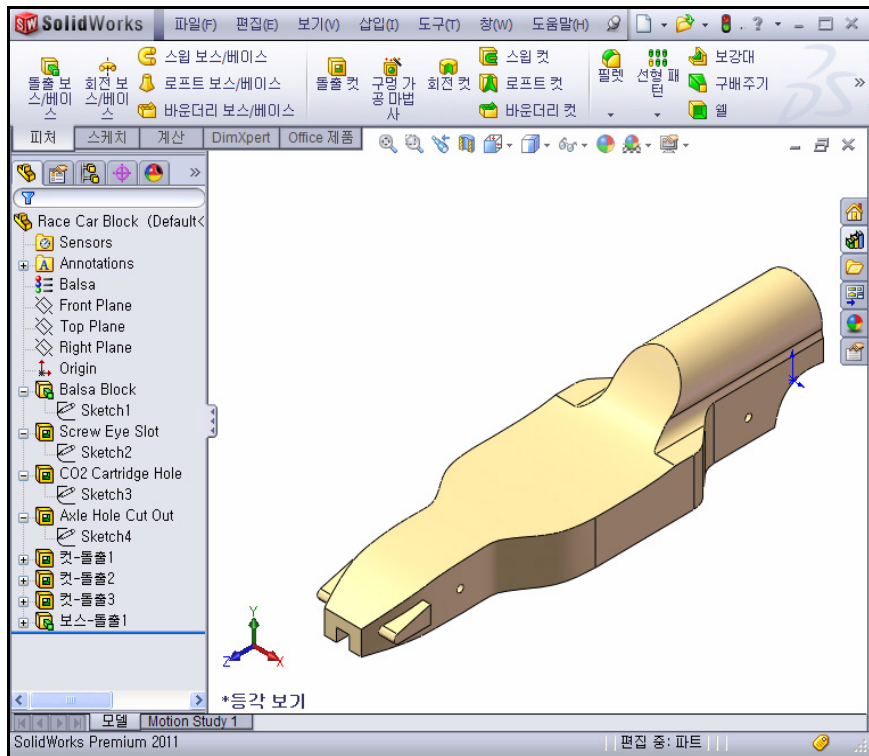 SolidWorks 파일(F) 편집(E) 보기(V) 삽입(I) 도구(T) 창(W) 도움말(H) ?
돌출 보스/베이스
회전 보스/베이스
스윕 보스/베이스
로프트 보스/베이스
바운더리 보스/베이스
돌출 컷
구멍 가공 마법사
회전 컷
스윕 컷
로프트 컷
바운더리 컷
필렛
선형 패턴
보강대
구배주기
쉘
피처 스케치 계산 DimXpert Office 제품
Race Car Block (Default<
Sensors
Annotations
Balsa
Front Plane
Top Plane
Right Plane
Origin
Balsa Block
Sketch1
Screw Eye Slot
Sketch2
CO2 Cartridge Hole
Sketch3
Axle Hole Cut Out
Sketch4
컷-돌출1
컷-돌출2
컷-돌출3
보스-돌출1
Y
Z
X
*등각 보기
모델 Motion Study 1
SolidWorks Premium 2011 편집 중: 파트